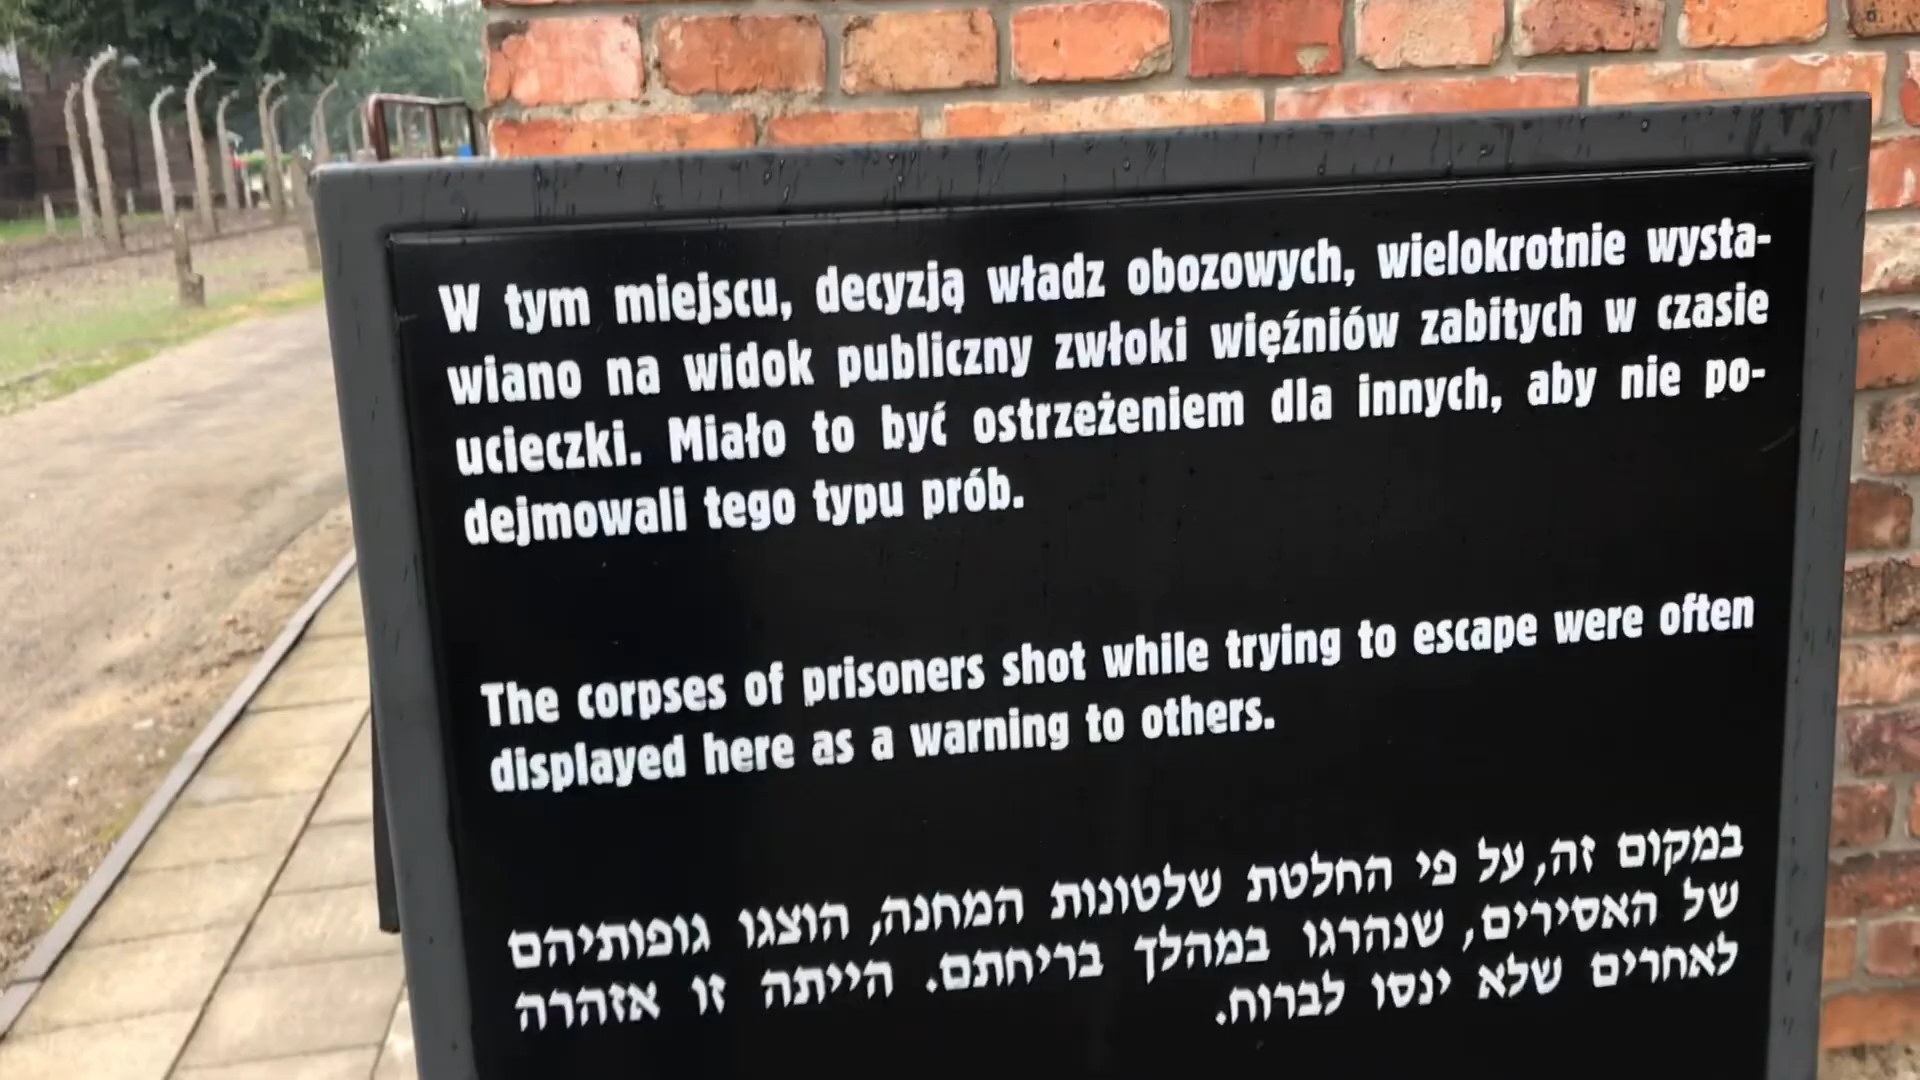 W tym miejscu, decyzją władz obozowych, wielokrotnie wysta-
wiano na widok publiczny zwłoki więźniów zabitych w czasie
ucieczki. Miało to być ostrzeżeniem dla innych, aby nie po-
dejmowali tego typu prób.
The corpses of prisoners shot while trying to escape were often
displayed here as a warning to others.
במקום זה, על פי החלטת שלטונות המחנה, הוצגו גופותיהם
של האסירים, שנהרגו במהלך בריחתם. הייתה זו אזהרה
לאחרים שלא ינסו לברוח.